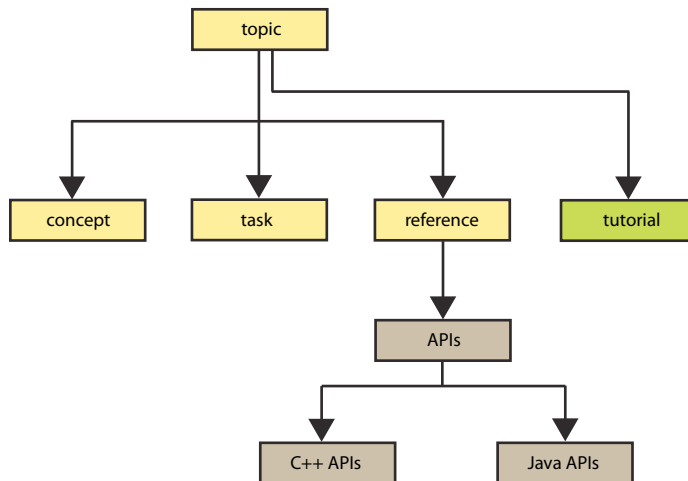 topic
concept
task
reference
tutorial
APIs
C++ APIs
Java APIs